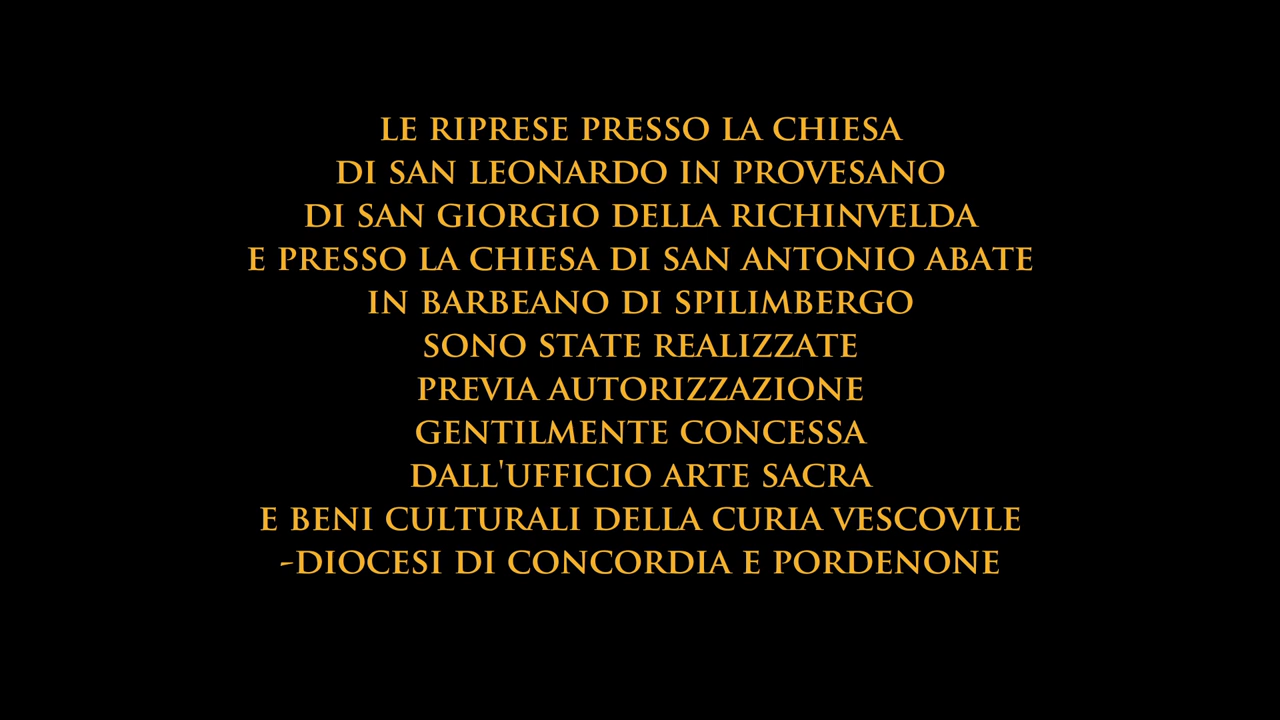 LE RIPRESE PRESSO LA CHIESA
DI SAN LEONARDO IN PROVESANO
DI SAN GIORGIO DELLA RICHINVELDA
E PRESSO LA CHIESA DI SAN ANTONIO ABATE
IN BARBEANO DI SPILIMBERGO
SONO STATE REALIZZATE
PREVIA AUTORIZZAZIONE
GENTILMENTE CONCESSA
DALL'UFFICIO ARTE SACRA
E BENI CULTURALI DELLA CURIA VESCOVILE
-DIOCESI DI CONCORDIA E PORDENONE